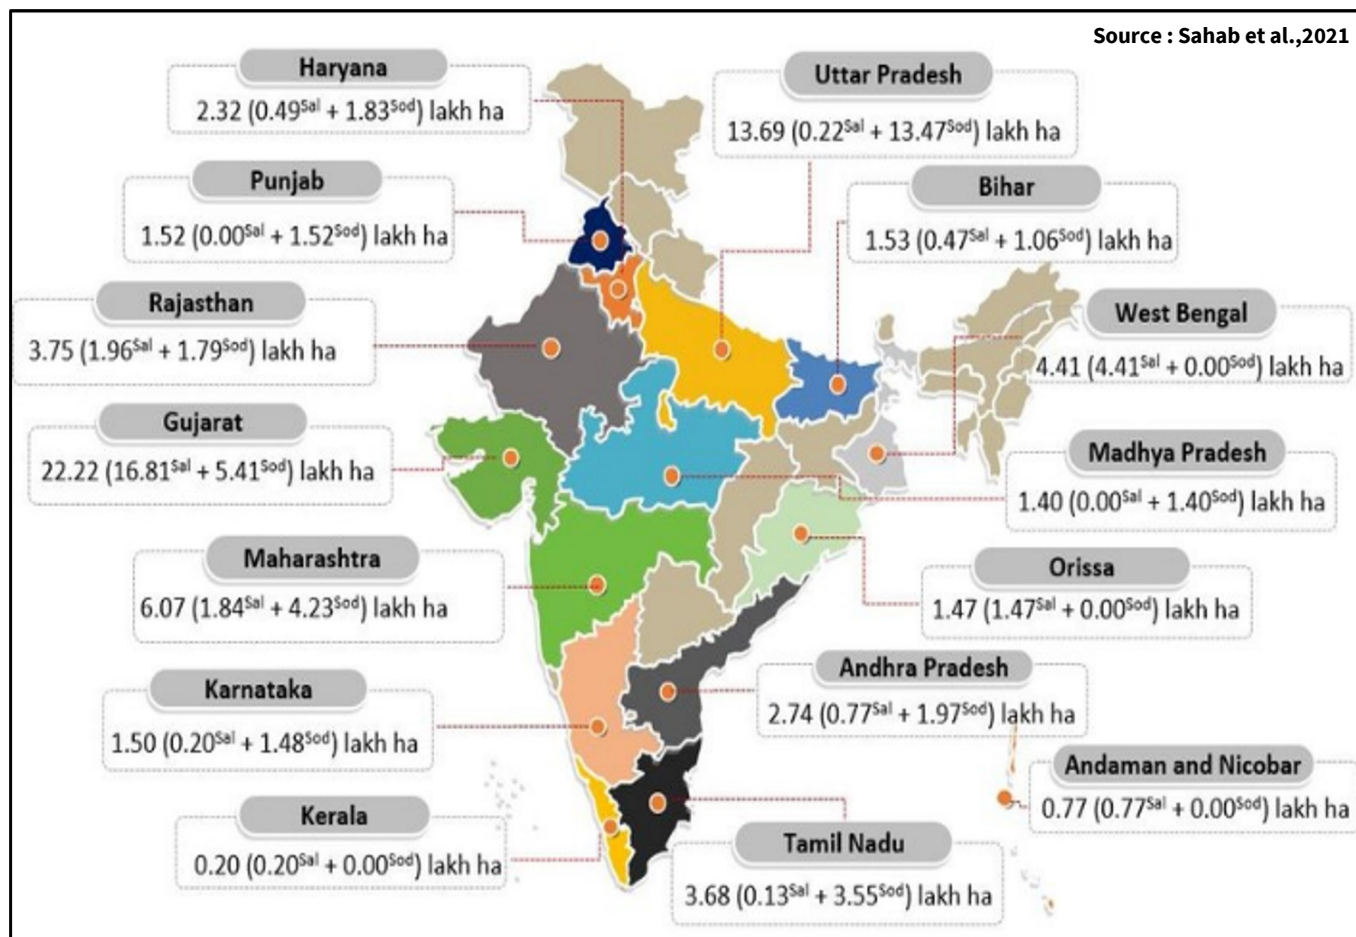 Source : Sahab et al.,2021
Haryana
2.32 (0.49Sal + 1.83Sod) lakh ha
Uttar Pradesh
13.69 (0.22Sal + 13.47Sod) lakh ha
Punjab
1.52 (0.00Sal + 1.52Sod) lakh ha
Bihar
1.53 (0.47Sal + 1.06Sod) lakh ha
Rajasthan
3.75 (1.96Sal + 1.79Sod) lakh ha
West Bengal
4.41 (4.41Sal + 0.00Sod) lakh ha
Gujarat
22.22 (16.81Sal + 5.41Sod) lakh ha
Madhya Pradesh
1.40 (0.00Sal + 1.40Sod) lakh ha
Maharashtra
6.07 (1.84Sal + 4.23Sod) lakh ha
Orissa
1.47 (1.47Sal + 0.00Sod) lakh ha
Karnataka
1.50 (0.20Sal + 1.48Sod) lakh ha
Andhra Pradesh
2.74 (0.77Sal + 1.97Sod) lakh ha
Andaman and Nicobar
0.77 (0.77Sal + 0.00Sod) lakh ha
Kerala
0.20 (0.20Sal + 0.00Sod) lakh ha
Tamil Nadu
3.68 (0.13Sal + 3.55Sod) lakh ha